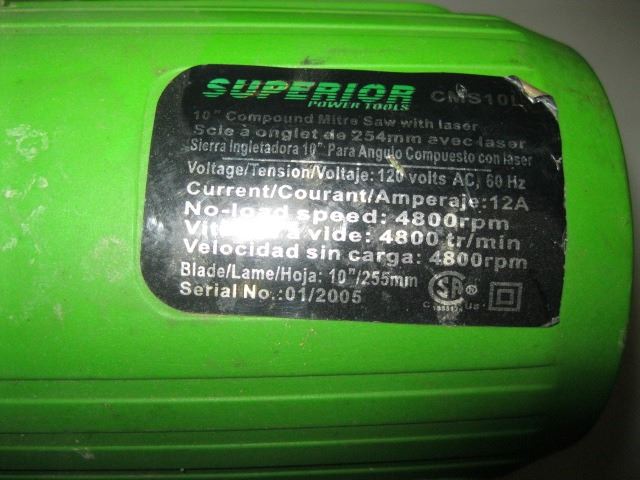 SUPERIOR
POWER TOOLS
CMS10L
10" Compound Mitre Saw with laser
Scie à onglet de 254mm avec laser
Sierra Ingletadora 10" Para Angulo Compuesto con laser
Voltage/Tension/Voltaje: 120 volts AC, 60 Hz
Current/Courant/Amperaje:12A
No-load speed: 4800rpm
à vide: 4800 tr/min
Velocidad sin carga: 4800rpm
Blade/Lame/Hoja: 10"/255mm
Serial No.:01/2005
SA ®
C US